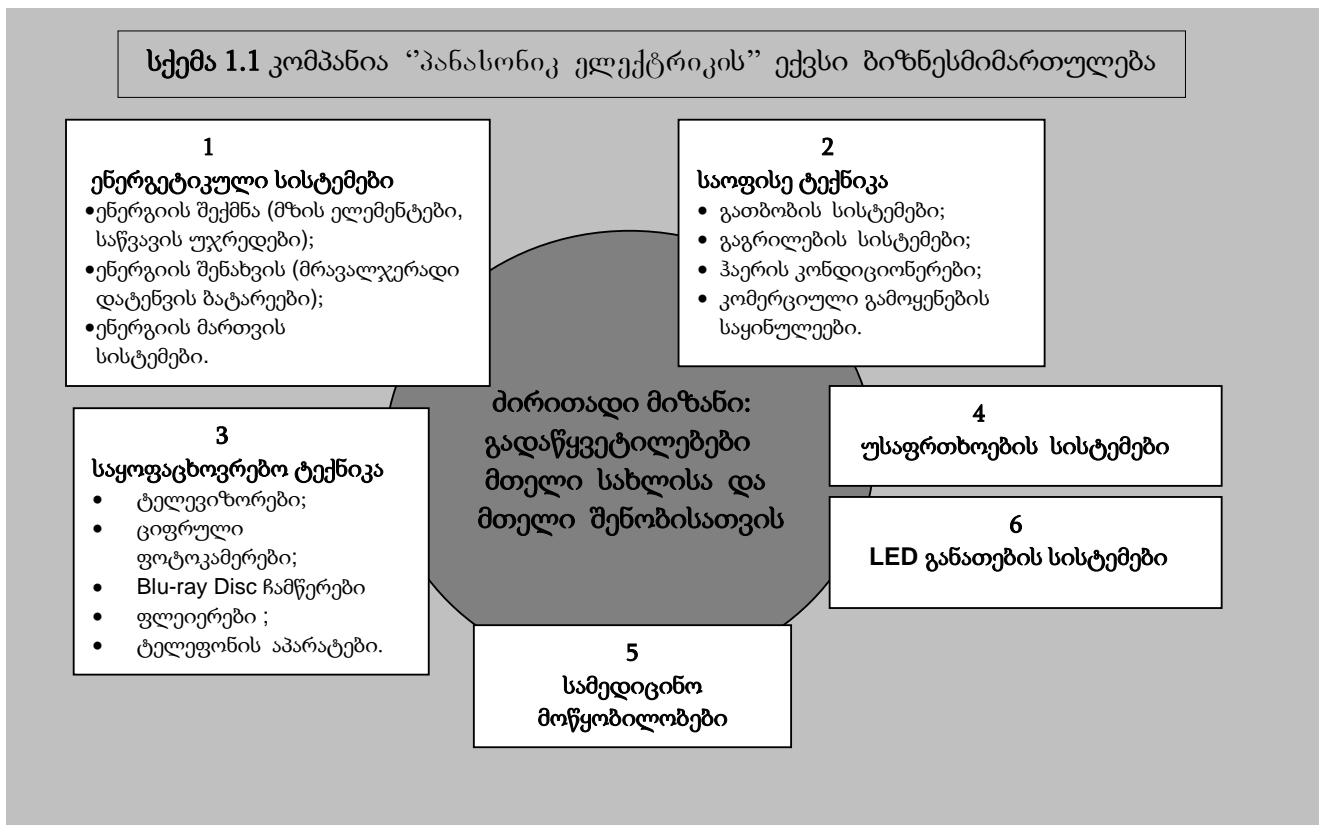 სქემა 1.1 კომპანია “პანასონიკ ელექტრიკის” ექვსი ბიზნესმიმართულება
1
ენერგეტიკული სისტემები
•ენერგიის შექმნა (მზის ელემენტები,
საწვავის უჯრედები);
•ენერგიის შენახვის (მრავალჯერადი
დატენვის ბატარეები);
•ენერგიის მართვის
სისტემები.
2
საოფისე ტექნიკა
• გათბობის სისტემები;
• გაგრილების სისტემები;
• ჰაერის კონდიციონერები;
• კომერციული გამოყენების
საყინულეები.
ძირითადი მიზანი:
გადაწყვეტილებები
მთელი სახლისა და
მთელი შენობისათვის
3
საყოფაცხოვრებო ტექნიკა
• ტელევიზორები;
• ციფრული
ფოტოკამერები;
• Blu-ray Disc ჩამწერები
• ფლეიერები ;
• ტელეფონის აპარატები.
4
უსაფრთხოების სისტემები
6
LED განათების სისტემები
5
სამედიცინო
მოწყობილობები